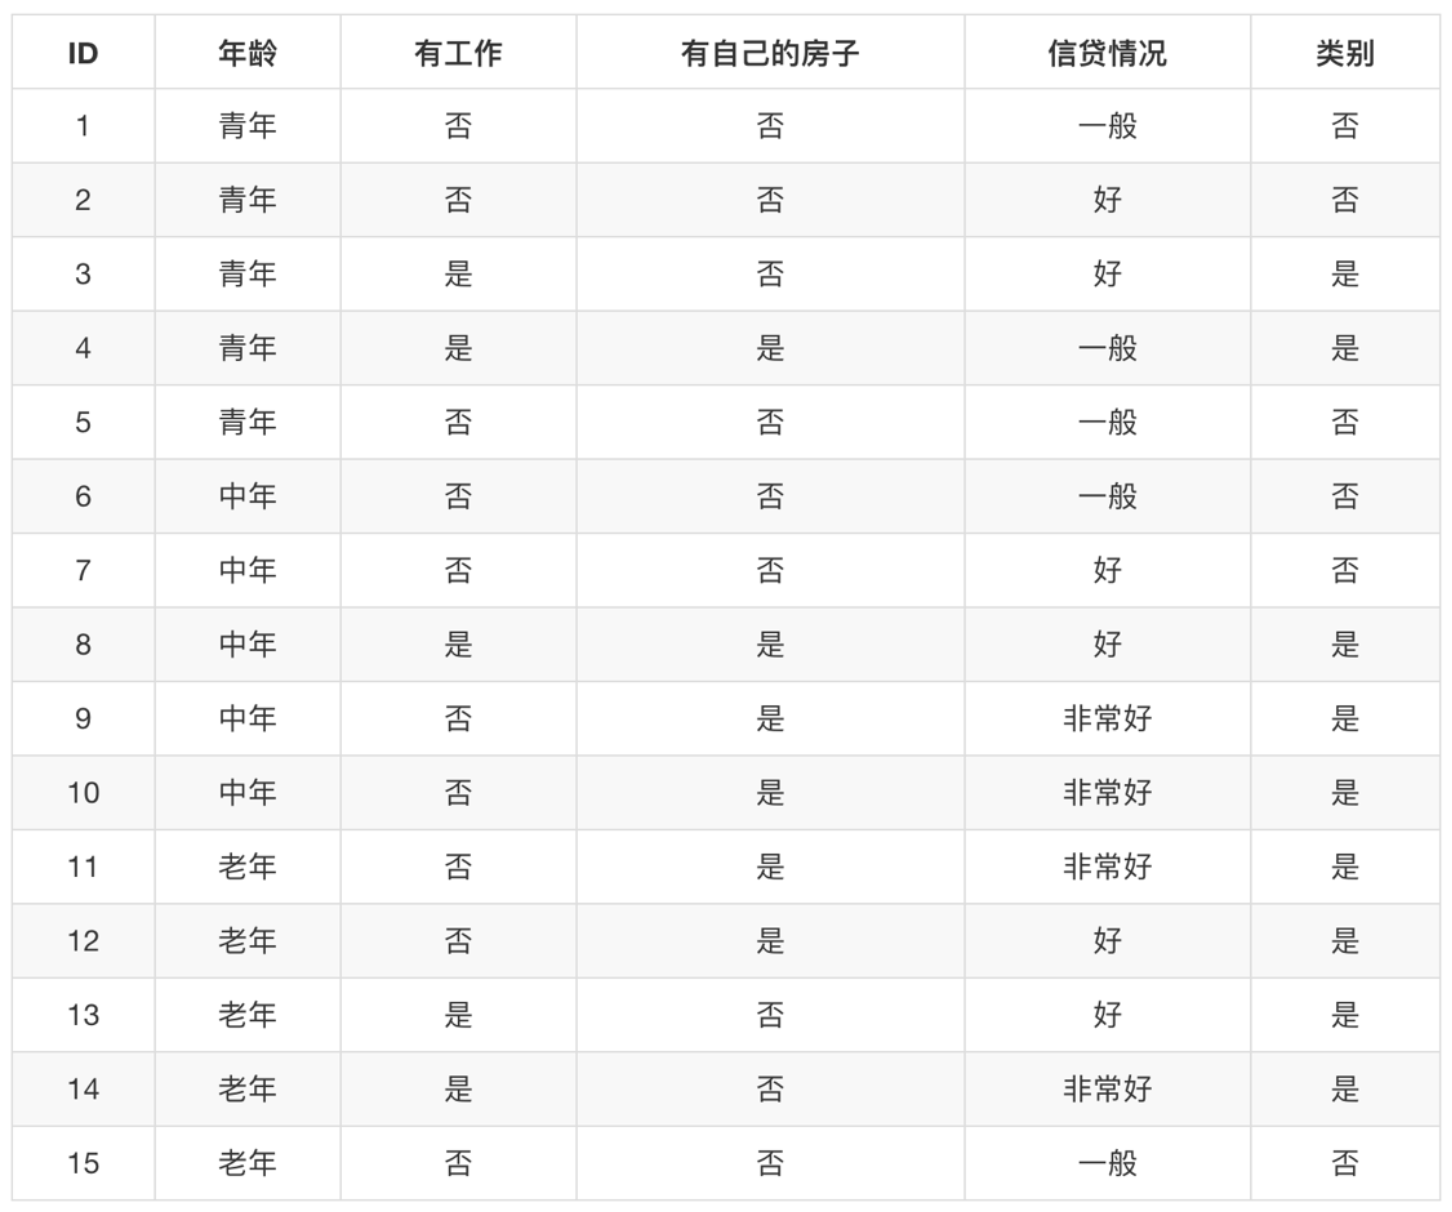 ID 年龄 有工作 有自己的房子 信贷情况 类别
1 青年 否 否 一般 否
2 青年 否 否 好 否
3 青年 是 否 好 是
4 青年 是 是 一般 是
5 青年 否 否 一般 否
6 中年 否 否 一般 否
7 中年 否 否 好 否
8 中年 是 是 好 是
9 中年 否 是 非常好 是
10 中年 否 是 非常好 是
11 老年 否 是 非常好 是
12 老年 否 是 好 是
13 老年 是 否 好 是
14 老年 是 否 非常好 是
15 老年 否 否 一般 否